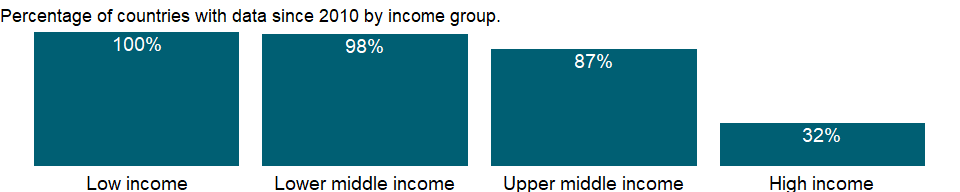 Percentage of countries with data since 2010 by income group.
100%
98%
87%
32%
Low income
Lower middle income
Upper middle income
High income